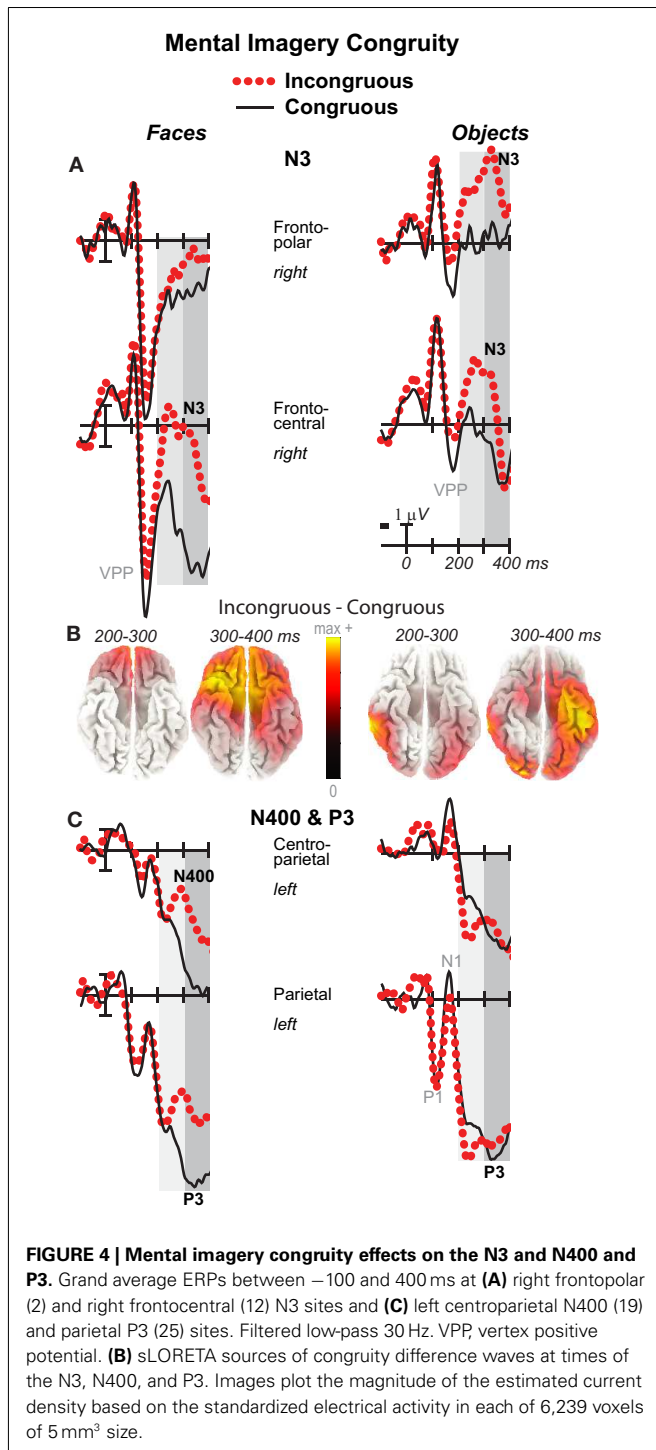 Mental Imagery Congruity
Incongruous
Congruous
Faces
Objects
A
N3
N3
Fronto-
polar
right
N3
N3
Fronto-
central
right
VPP
VPP
1 μV
0 200 400 ms
Incongruous - Congruous
B
200-300
300-400 ms
max +
0
200-300
300-400 ms
C
N400 & P3
Centro-
parietal
left
N400
N1
Parietal
left
P1
P3
P3
FIGURE 4 | Mental imagery congruity effects on the N3 and N400 and
P3. Grand average ERPs between −100 and 400 ms at (A) right frontopolar
(2) and right frontocentral (12) N3 sites and (C) left centroparietal N400 (19)
and parietal P3 (25) sites. Filtered low-pass 30 Hz. VPP, vertex positive
potential. (B) sLORETA sources of congruity difference waves at times of
the N3, N400, and P3. Images plot the magnitude of the estimated current
density based on the standardized electrical activity in each of 6,239 voxels
of 5 mm³ size.